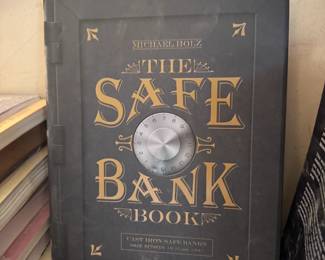 MICHAEL HOLZ
THE
SAFE
BANK
BOOK
CAST IRON SAFE BANKS